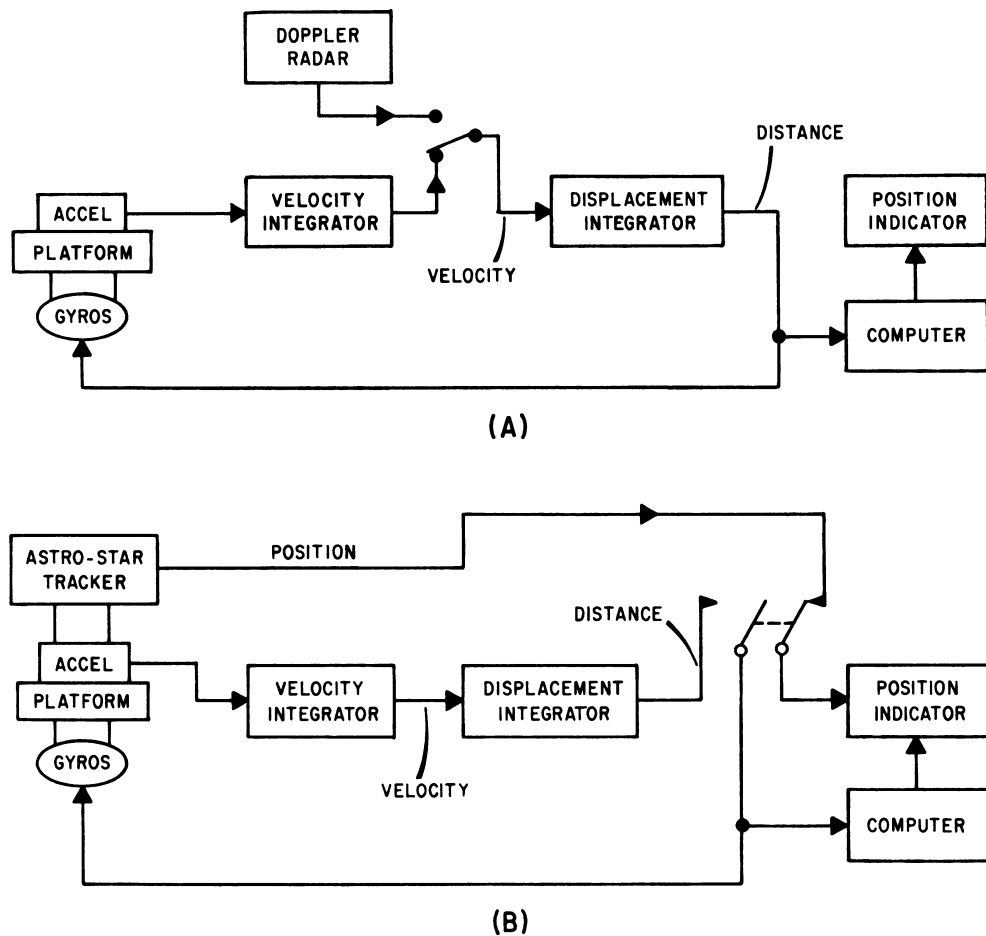 DOPPLER
RADAR
DISTANCE
ACCEL
VELOCITY
INTEGRATOR
DISPLACEMENT
INTEGRATOR
POSITION
INDICATOR
PLATFORM
VELOCITY
GYROS
COMPUTER
(A)
ASTRO-STAR
TRACKER
POSITION
DISTANCE
ACCEL
VELOCITY
INTEGRATOR
DISPLACEMENT
INTEGRATOR
POSITION
INDICATOR
PLATFORM
GYROS
VELOCITY
COMPUTER
(B)